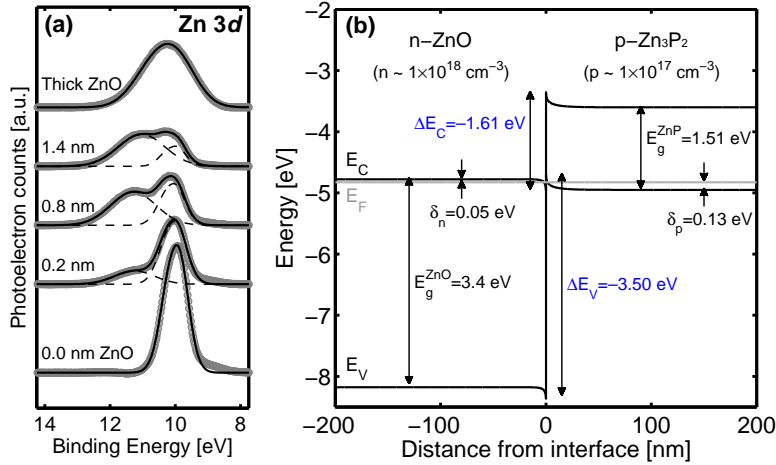 (a)
Zn 3d
Thick ZnO
1.4 nm
0.8 nm
0.2 nm
0.0 nm ZnO
Photoelectron counts [a.u.]
14
12
10
8
Binding Energy [eV]
(b)
n−ZnO
(n ~ 1×10¹⁸ cm⁻³)
p−Zn₃P₂
(p ~ 1×10¹⁷ cm⁻³)
ΔE_C=−1.61 eV
E_g^ZnP=1.51 eV
E_C
E_F
δ_n=0.05 eV
δ_p=0.13 eV
E_g^ZnO=3.4 eV
ΔE_V=−3.50 eV
E_V
Energy [eV]
−2
−3
−4
−5
−6
−7
−8
−200
−100
0
100
200
Distance from interface [nm]